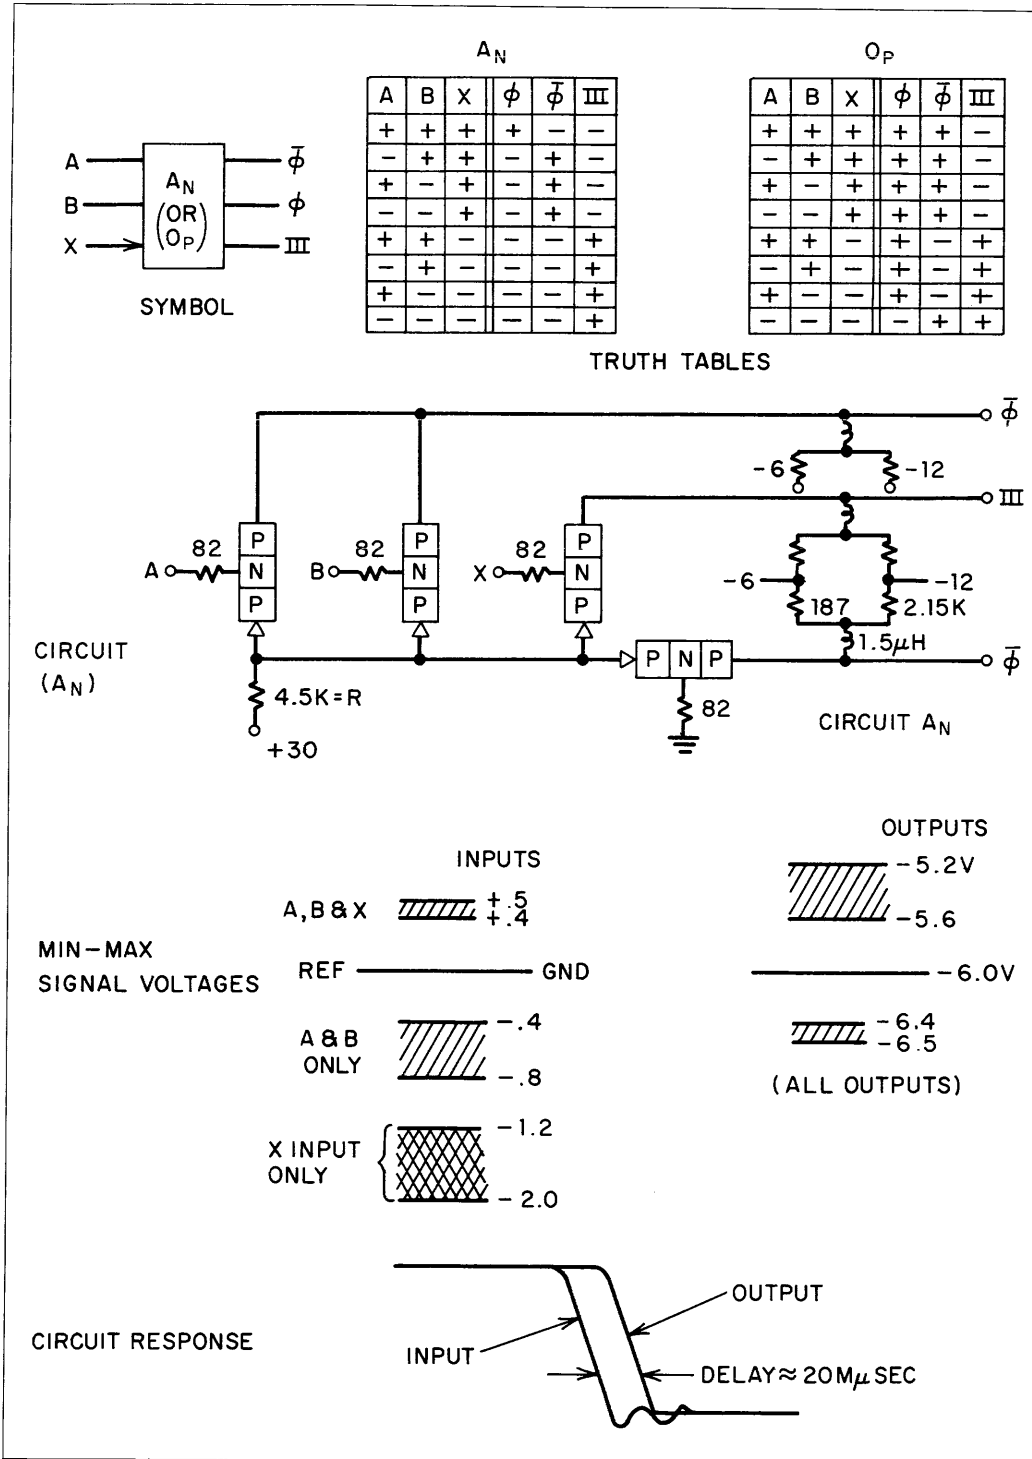 A_N
A B X ϕ ϕ̄ III
+ + + + − −
− + + − + −
+ − + − + −
− − + − + −
+ + − − − +
− + − − − +
+ − − − − +
− − − − − +
O_P
A B X ϕ ϕ̄ III
+ + + + + −
− + + + + −
+ − + + + −
− − + + + −
+ + − + − +
− + − + − +
+ − − + − +
− − − − + +
TRUTH TABLES
A ϕ̄
B ϕ
X III
A_N
(OR
O_P)
SYMBOL
ϕ̄
-6 -12
III
P P P
A 82 N B 82 N X 82 N
P P P
-6 -12
187 2.15K
1.5μH
P N P
ϕ̄
CIRCUIT
(A_N)
4.5K=R
+30
82
CIRCUIT A_N
INPUTS
OUTPUTS
A, B & X
+.5
+.4
-5.2V
-5.6
MIN-MAX
SIGNAL VOLTAGES
REF GND
-6.0V
A & B
ONLY
-.4
-.8
-6.4
-6.5
(ALL OUTPUTS)
X INPUT
ONLY
-1.2
-2.0
CIRCUIT RESPONSE
INPUT
OUTPUT
DELAY≈20MμSEC